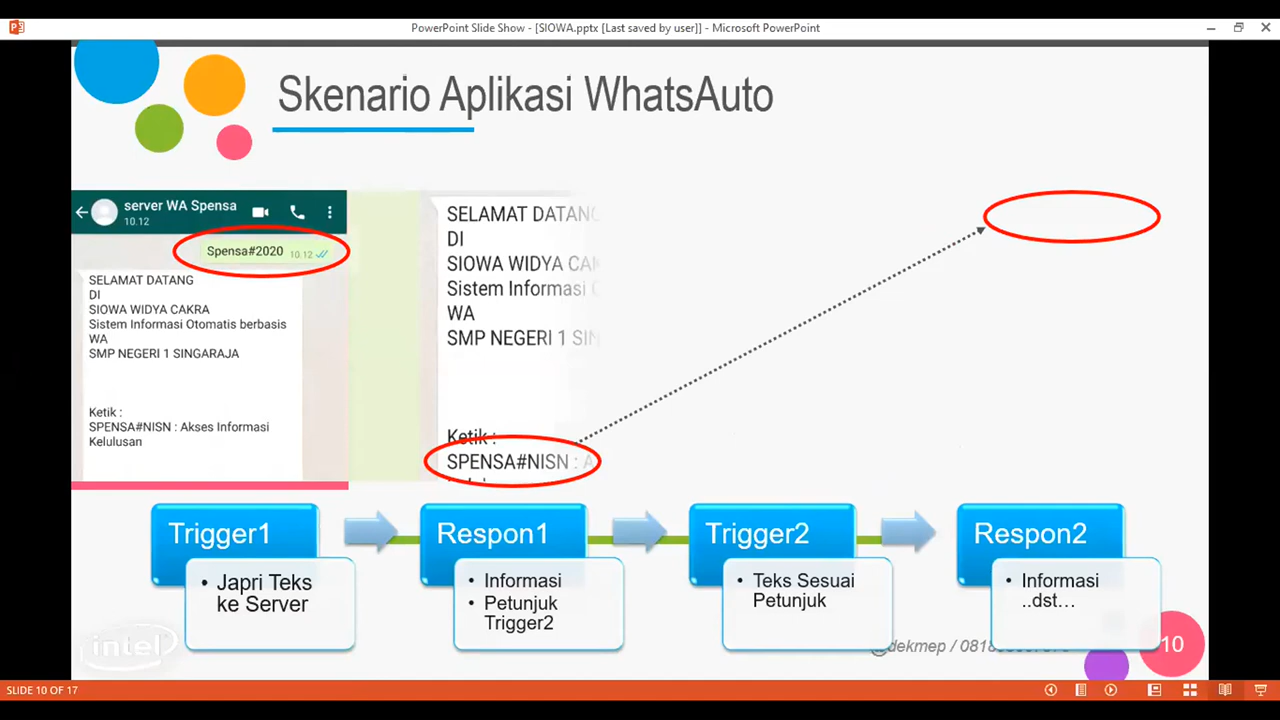 PowerPoint Slide Show - [SIOWA.pptx [Last saved by user]] - Microsoft PowerPoint
Skenario Aplikasi WhatsAuto
server WA Spensa
10.12
Spensa#2020 10.12
SELAMAT DATANG
DI
SIOWA WIDYA CAKRA
Sistem Informasi Otomatis berbasis
WA
SMP NEGERI 1 SINGARAJA
Ketik :
SPENSA#NISN : Akses Informasi
Kelulusan
SELAMAT DATANG
DI
SIOWA WIDYA CAK
Sistem Informasi
WA
SMP NEGERI 1 SIN
Ketik :
SPENSA#NISN : A
Trigger1
• Japri Teks
ke Server
Respon1
• Informasi
• Petunjuk
Trigger2
Trigger2
• Teks Sesuai
Petunjuk
Respon2
• Informasi
..dst...
intel
@dekmep /
10
SLIDE 10 OF 17